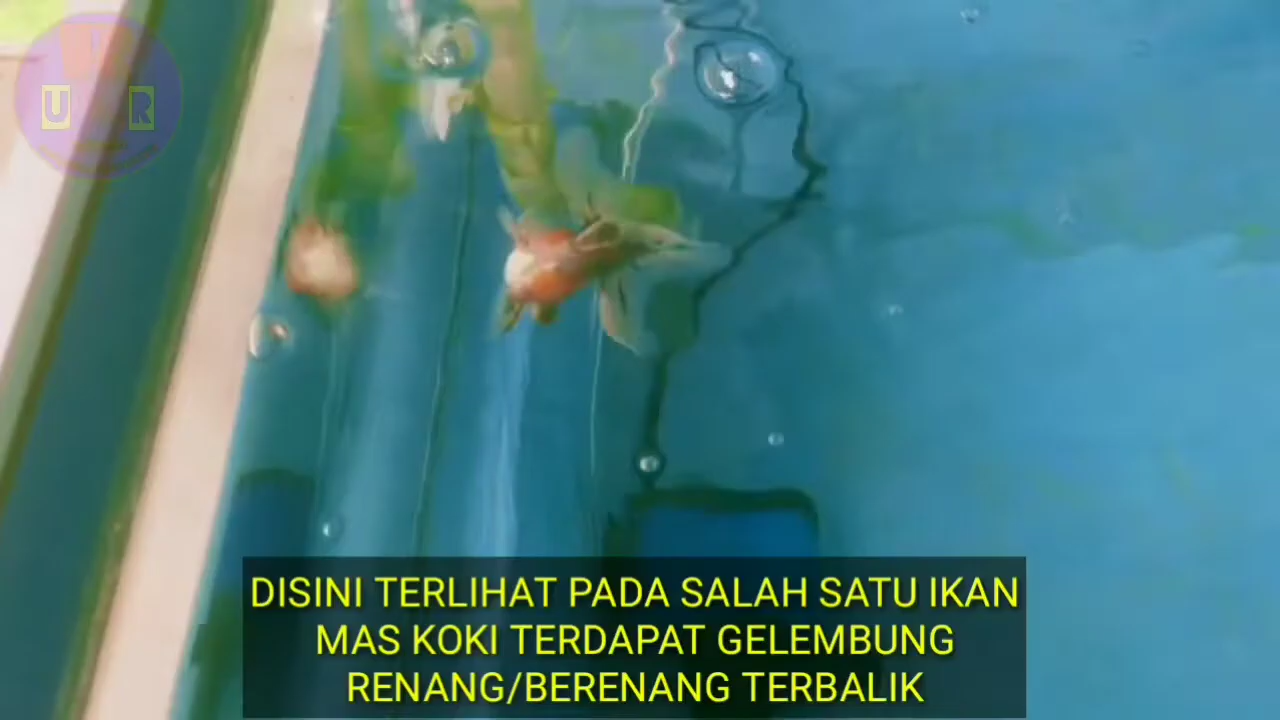 U R
DISINI TERLIHAT PADA SALAH SATU IKAN
MAS KOKI TERDAPAT GELEMBUNG
RENANG/BERENANG TERBALIK